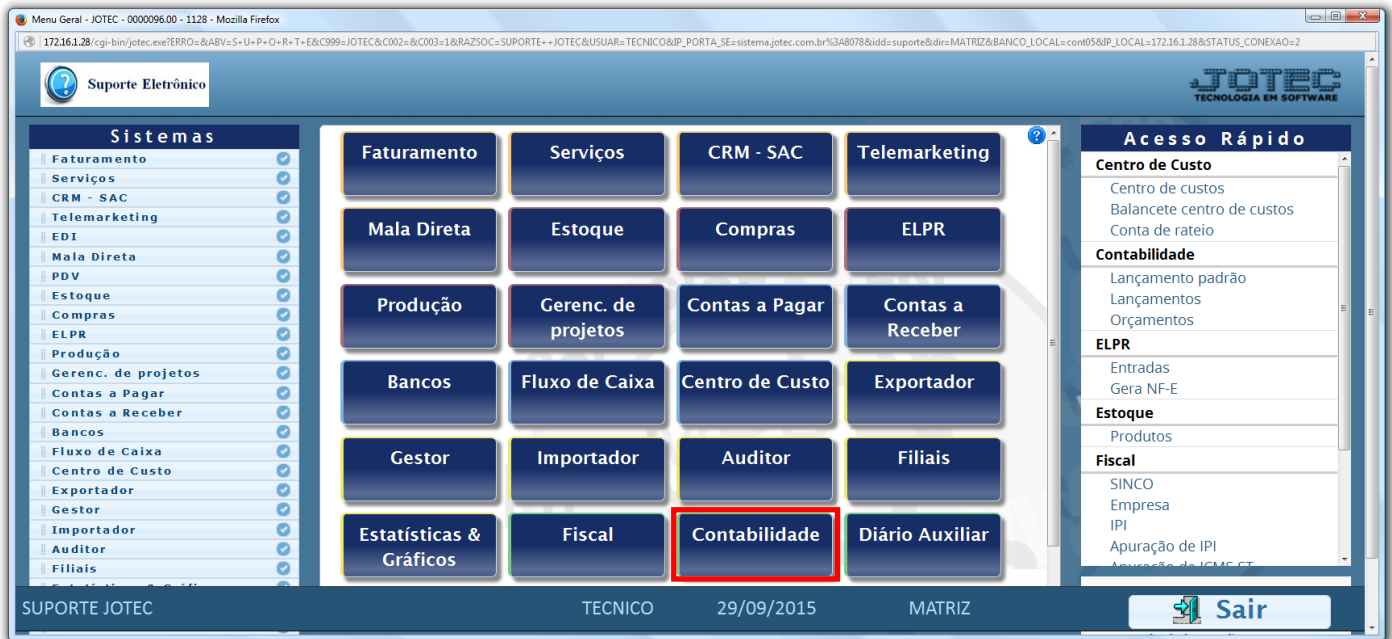 Menu Geral - JOTEC - 0000096.00 - 1128 - Mozilla Firefox
172.16.1.28/cgi-bin/jotec.exe?ERRO=&ABV=S+U+P+O+R+T+E&C999=JOTEC&C002=&C003=1&RAZSOC=SUPORTE++JOTEC&USUAR=TECNICO&IP_PORTA_SE=sistema.jotec.com.br%3A8078&idd=suporte&dir=MATRIZ&BANCO_LOCAL=cont05&IP_LOCAL=172.16.1.28&STATUS_CONEXAO=2
Suporte Eletrônico
JOTEC
TECNOLOGIA EM SOFTWARE
Sistemas
Faturamento
Serviços
CRM - SAC
Telemarketing
EDI
Mala Direta
PDV
Estoque
Compras
ELPR
Produção
Gerenc. de projetos
Contas a Pagar
Contas a Receber
Bancos
Fluxo de Caixa
Centro de Custo
Exportador
Gestor
Importador
Auditor
Filiais
Faturamento
Serviços
CRM - SAC
Telemarketing
Mala Direta
Estoque
Compras
ELPR
Produção
Gerenc. de
projetos
Contas a Pagar
Contas a
Receber
Bancos
Fluxo de Caixa
Centro de Custo
Exportador
Gestor
Importador
Auditor
Filiais
Estatísticas &
Gráficos
Fiscal
Contabilidade
Diário Auxiliar
Acesso Rápido
Centro de Custo
Centro de custos
Balancete centro de custos
Conta de rateio
Contabilidade
Lançamento padrão
Lançamentos
Orçamentos
ELPR
Entradas
Gera NF-E
Estoque
Produtos
Fiscal
SINCO
Empresa
IPI
Apuração de IPI
Apuração de ICMS ST
SUPORTE JOTEC
TECNICO
29/09/2015
MATRIZ
Sair